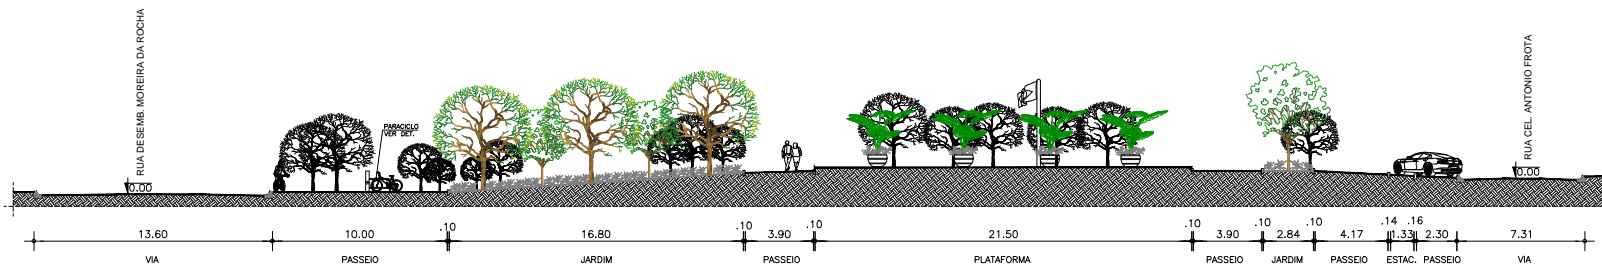 RUA DESEMB. MOREIRA DA ROCHA
RUA CEL. ANTONIO FROTA
PARACICLO
VER DET.
0.00
0.00
13.60
10.00
.10
16.80
.10
3.90
.10
21.50
.10
3.90
.10
2.84
.10
4.17
.14
1.33
.16
2.30
7.31
VIA
PASSEIO
JARDIM
PASSEIO
PLATAFORMA
PASSEIO
JARDIM
PASSEIO
ESTAC.
PASSEIO
VIA